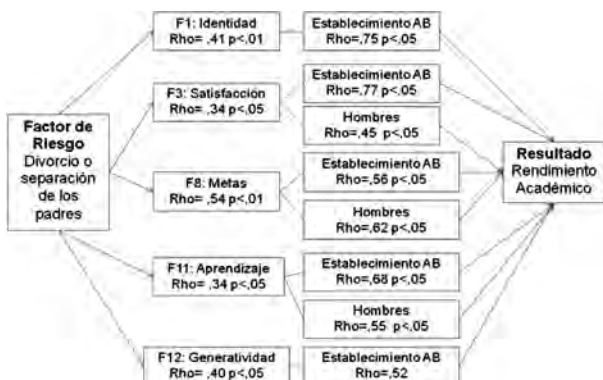 F1: Identidad
Rho= ,41 p<,01
Establecimiento AB
Rho=,75 p<,05
F3: Satisfacción
Rho= ,34 p<,05
Establecimiento AB
Rho=,77 p<,05
Hombres
Rho=,45 p<,05
Factor de
Riesgo
Divorcio o
separación
de los
padres
F8: Metas
Rho= ,54 p<,01
Establecimiento AB
Rho=,56 p<,05
Hombres
Rho=,62 p<,05
Resultado
Rendimiento
Académico
F11: Aprendizaje
Rho= ,34 p<,05
Establecimiento AB
Rho=,68 p<,05
Hombres
Rho=,55 p<,05
F12: Generatividad
Rho= ,40 p<,05
Establecimiento AB
Rho=,52